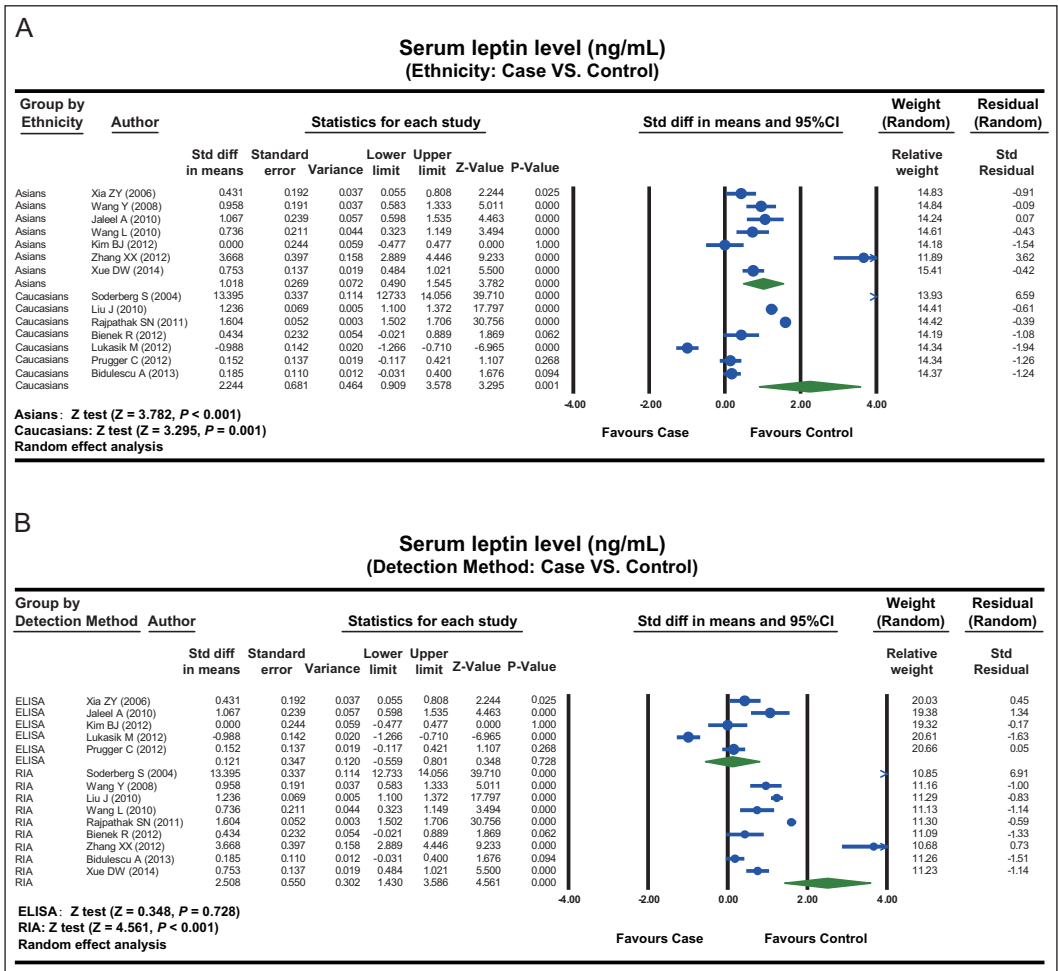 A
Serum leptin level (ng/mL)
(Ethnicity: Case VS. Control)
Group by Ethnicity Author Statistics for each study Std diff in means and 95%CI Weight (Random) Residual (Random)
Std diff in means Standard error Variance Lower limit Upper limit Z-Value P-Value Relative weight Std Residual
Asians Xia ZY (2006) 0.431 0.192 0.037 0.055 0.808 2.244 0.025 14.83 -0.91
Asians Wang Y (2008) 0.958 0.191 0.037 0.583 1.333 5.011 0.000 14.84 -0.09
Asians Jaleel A (2010) 1.067 0.239 0.057 0.598 1.535 4.463 0.000 14.24 0.07
Asians Wang L (2010) 0.736 0.211 0.044 0.323 1.149 3.494 0.000 14.61 -0.43
Asians Kim BJ (2012) 0.000 0.244 0.059 -0.477 0.477 0.000 1.000 14.18 -1.54
Asians Zhang XX (2012) 3.668 0.397 0.158 2.889 4.446 9.233 0.000 11.89 3.62
Asians Xue DW (2014) 0.753 0.137 0.019 0.484 1.021 5.500 0.000 15.41 -0.42
Asians 1.018 0.269 0.072 0.490 1.545 3.782 0.000
Caucasians Soderberg S (2004) 13.395 0.337 0.114 12733 14.056 39.710 0.000 13.93 6.59
Caucasians Liu J (2010) 1.236 0.069 0.005 1.100 1.372 17.797 0.000 14.41 -0.61
Caucasians Rajpathak SN (2011) 1.604 0.052 0.003 1.502 1.706 30.756 0.000 14.42 -0.39
Caucasians Bienek R (2012) 0.434 0.232 0.054 -0.021 0.889 1.869 0.062 14.19 -1.08
Caucasians Lukasik M (2012) -0.988 0.142 0.020 -1.266 -0.710 -6.965 0.000 14.34 -1.94
Caucasians Prugger C (2012) 0.152 0.137 0.019 -0.117 0.421 1.107 0.268 14.34 -1.26
Caucasians Bidulescu A (2013) 0.185 0.110 0.012 -0.031 0.400 1.676 0.094 14.37 -1.24
Caucasians 2.244 0.681 0.464 0.909 3.578 3.295 0.001
-4.00 -2.00 0.00 2.00 4.00
Favours Case Favours Control
Asians: Z test (Z = 3.782, P < 0.001)
Caucasians: Z test (Z = 3.295, P = 0.001)
Random effect analysis
B
Serum leptin level (ng/mL)
(Detection Method: Case VS. Control)
Group by Detection Method Author Statistics for each study Std diff in means and 95%CI Weight (Random) Residual (Random)
Std diff in means Standard error Variance Lower limit Upper limit Z-Value P-Value Relative weight Std Residual
ELISA Xia ZY (2006) 0.431 0.192 0.037 0.055 0.808 2.244 0.025 20.03 0.45
ELISA Jaleel A (2010) 1.067 0.239 0.057 0.598 1.535 4.463 0.000 19.38 1.34
ELISA Kim BJ (2012) 0.000 0.244 0.059 -0.477 0.477 0.000 1.000 19.32 -0.17
ELISA Lukasik M (2012) -0.988 0.142 0.020 -1.266 -0.710 -6.965 0.000 20.61 -1.63
ELISA Prugger C (2012) 0.152 0.137 0.019 -0.117 0.421 1.107 0.268 20.66 0.05
ELISA 0.121 0.347 0.120 -0.559 0.801 0.348 0.728
RIA Soderberg S (2004) 13.395 0.337 0.114 12.733 14.056 39.710 0.000 10.85 6.91
RIA Wang Y (2008) 0.958 0.191 0.037 0.583 1.333 5.011 0.000 11.16 -1.00
RIA Liu J (2010) 1.236 0.069 0.005 1.100 1.372 17.797 0.000 11.29 -0.83
RIA Wang L (2010) 0.736 0.211 0.044 0.323 1.149 3.494 0.000 11.13 -1.14
RIA Rajpathak SN (2011) 1.604 0.052 0.003 1.502 1.706 30.756 0.000 11.30 -0.59
RIA Bienek R (2012) 0.434 0.232 0.054 -0.021 0.889 1.869 0.062 11.09 -1.33
RIA Zhang XX (2012) 3.668 0.397 0.158 2.889 4.446 9.233 0.000 10.68 0.73
RIA Bidulescu A (2013) 0.185 0.110 0.012 -0.031 0.400 1.676 0.094 11.26 -1.51
RIA Xue DW (2014) 0.753 0.137 0.019 0.484 1.021 5.500 0.000 11.23 -1.14
RIA 2.508 0.550 0.302 1.430 3.586 4.561 0.000
-4.00 -2.00 0.00 2.00 4.00
Favours Case Favours Control
ELISA: Z test (Z = 0.348, P = 0.728)
RIA: Z test (Z = 4.561, P < 0.001)
Random effect analysis